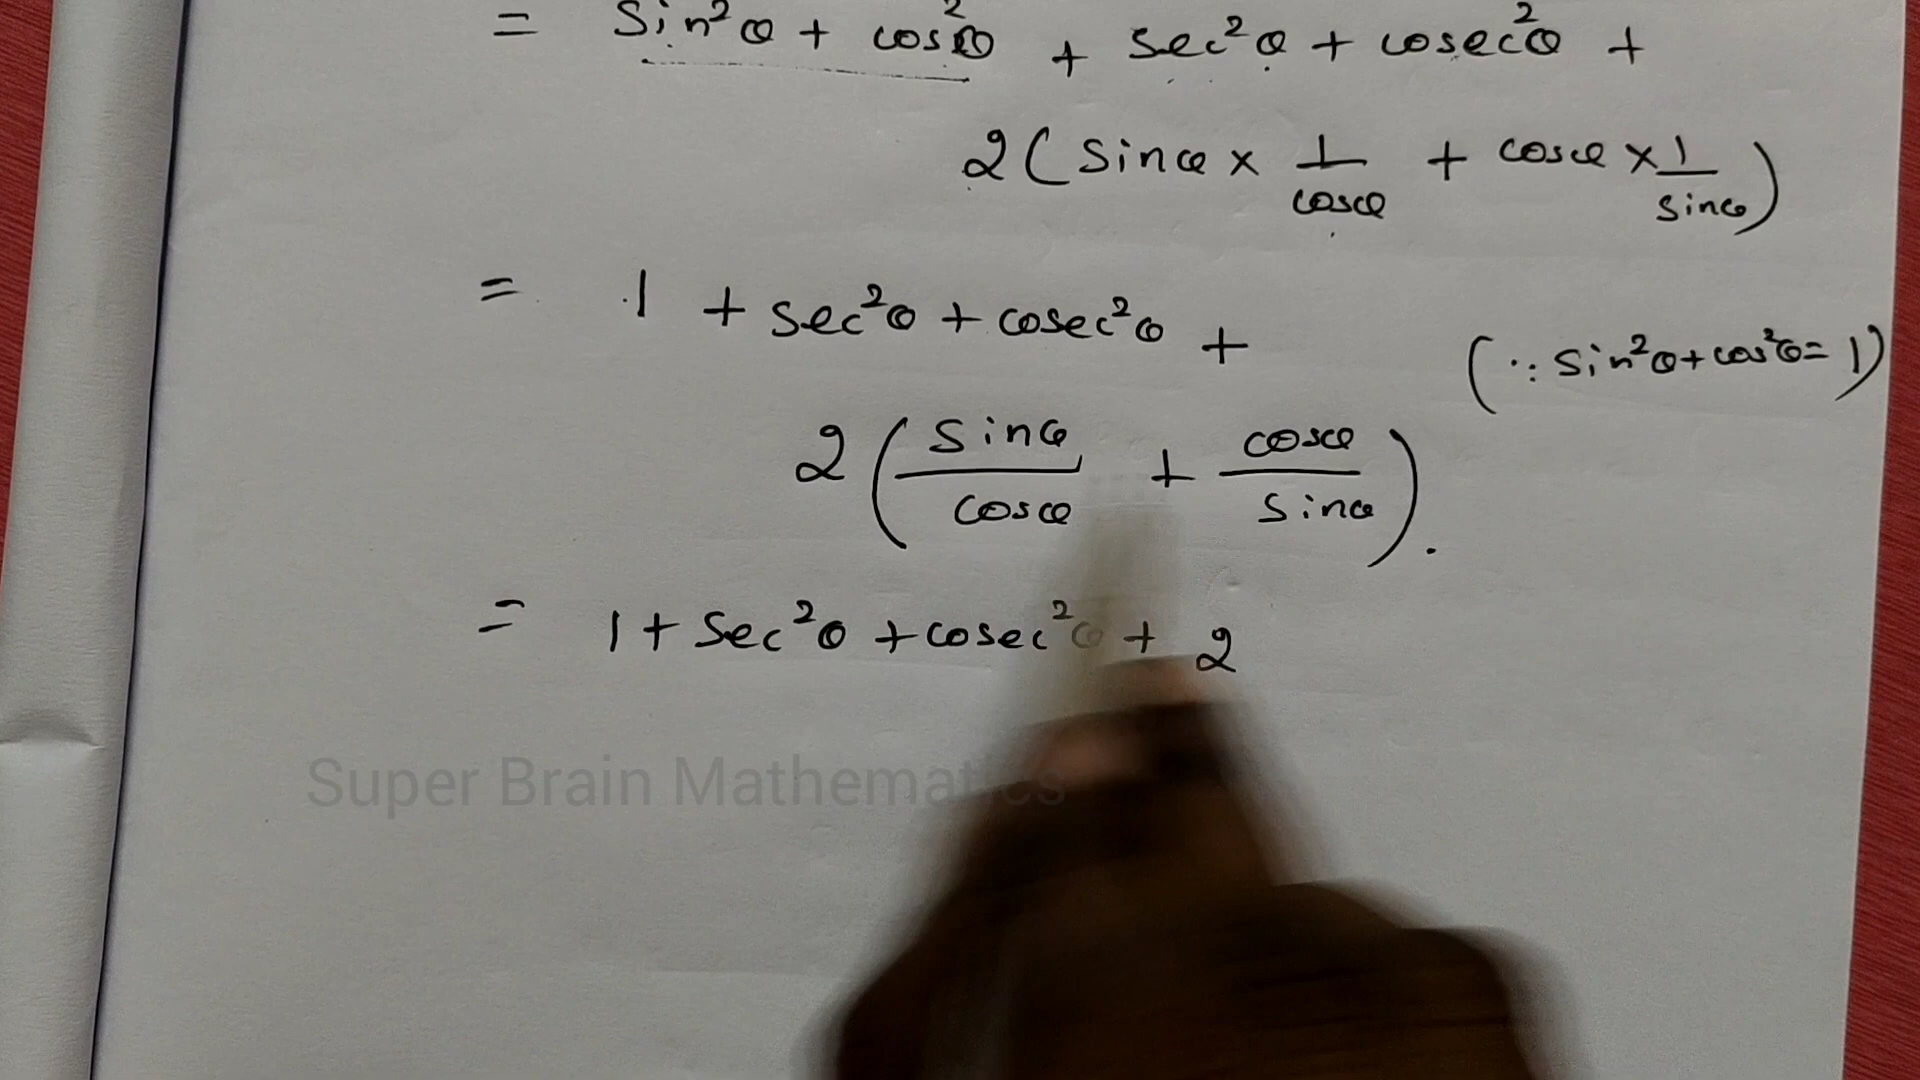 = sin²θ + cos²θ + sec²θ + cosec²θ +
2 ( sinθ × 1/cosθ + cosθ × 1/sinθ )
= 1 + sec²θ + cosec²θ +
(∵ sin²θ + cos²θ = 1)
2 ( sinθ/cosθ + cosθ/sinθ ).
= 1 + sec²θ + cosec²θ + 2
Super Brain Mathematics